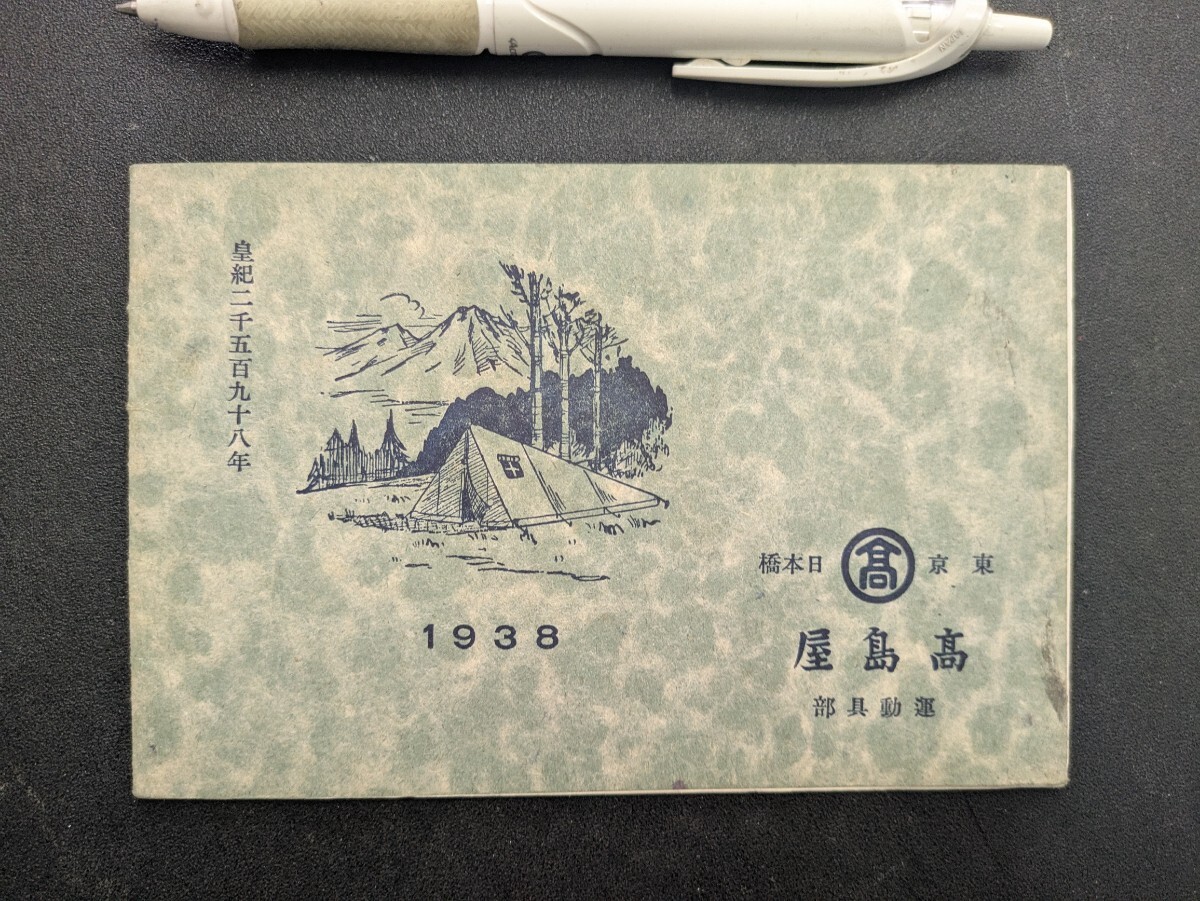 皇紀二千五百九十八年
1938
東京 髙 日本橋
髙島屋
運動具部